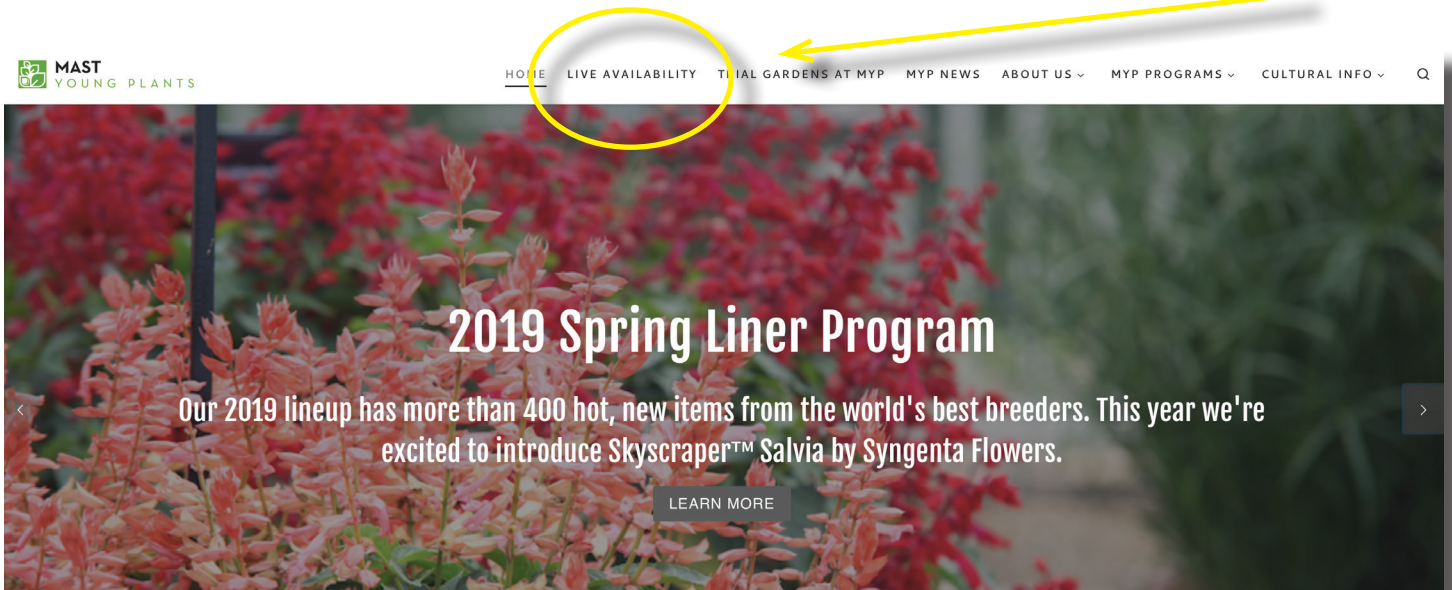 MAST
YOUNG PLANTS
HOME LIVE AVAILABILITY TRIAL GARDENS AT MYP MYP NEWS ABOUT US MYP PROGRAMS CULTURAL INFO
2019 Spring Liner Program
Our 2019 lineup has more than 400 hot, new items from the world's best breeders. This year we're
excited to introduce Skyscraper™ Salvia by Syngenta Flowers.
LEARN MORE